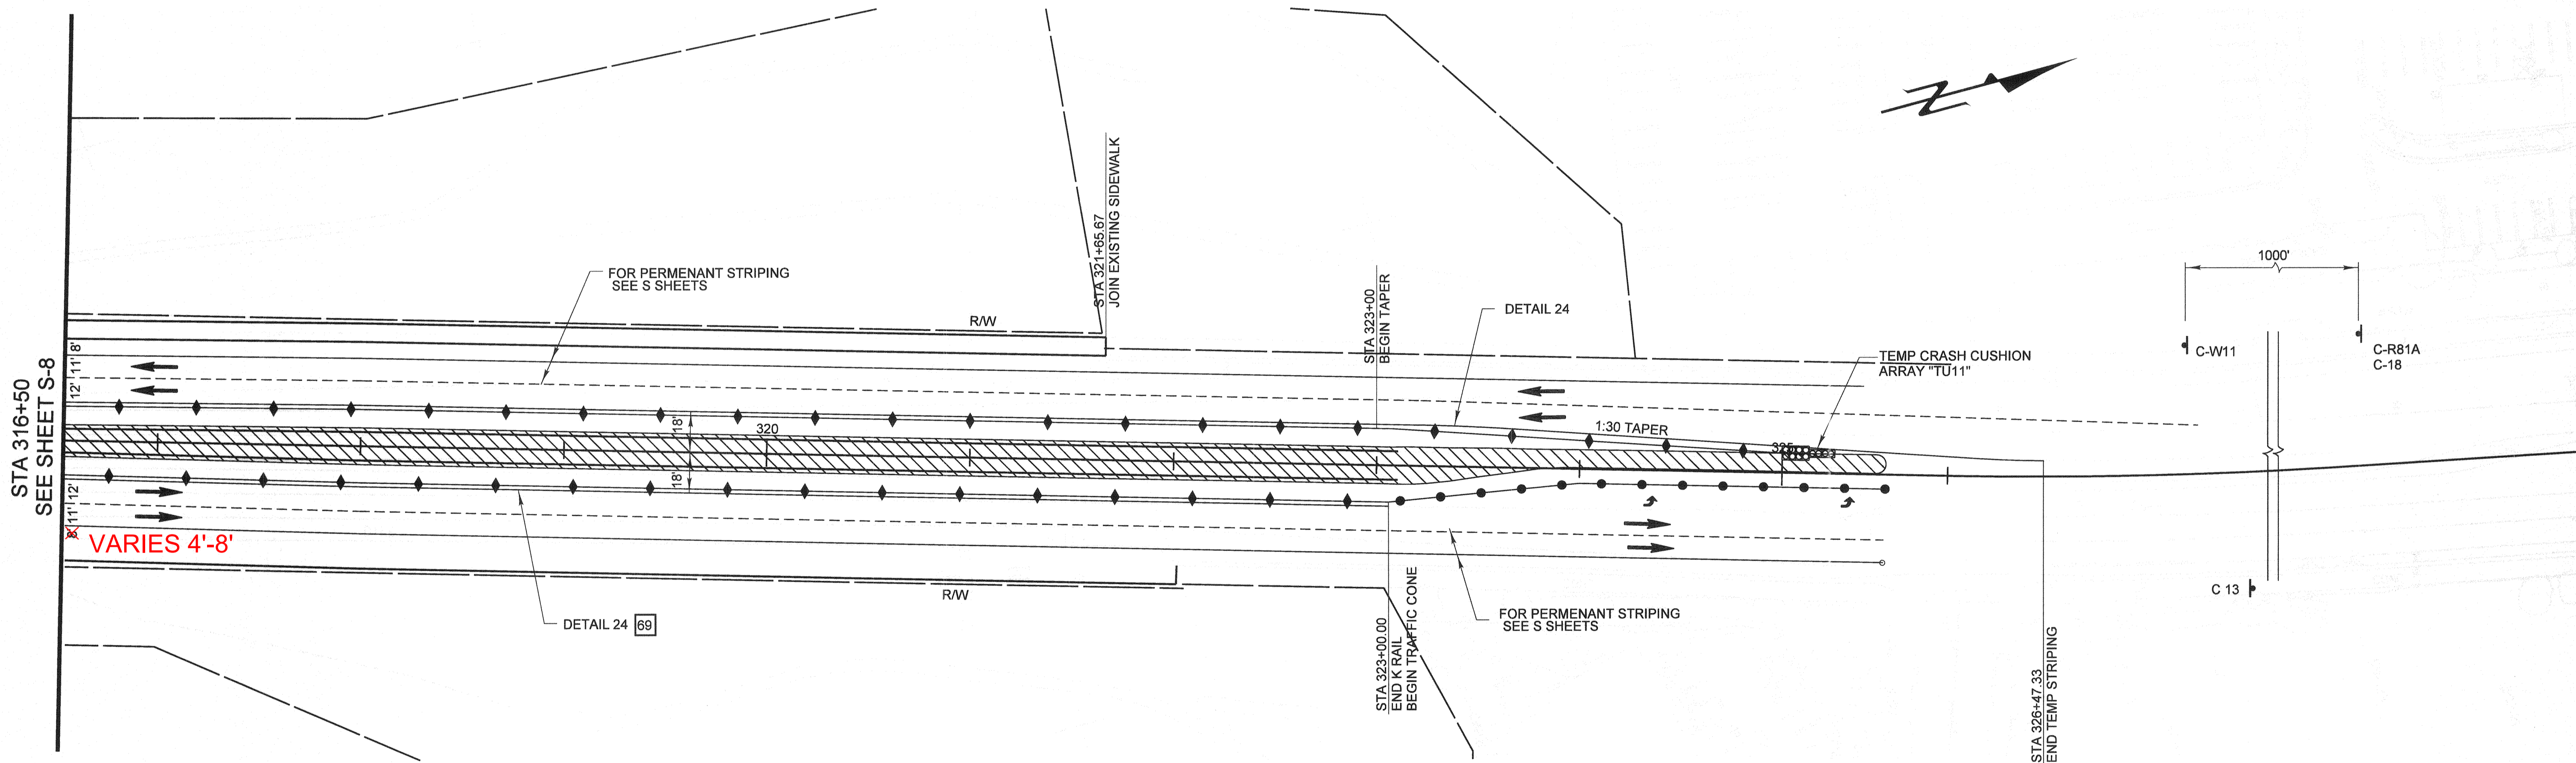 STA 316+50
SEE SHEET S-8
8'
11'
12'
12'
11'
8'
VARIES 4'-8'
FOR PERMENANT STRIPING
SEE S SHEETS
R/W
STA 321+65.67
JOIN EXISTING SIDEWALK
STA 323+00
BEGIN TAPER
DETAIL 24
TEMP CRASH CUSHION
ARRAY "TU11"
1:30 TAPER
18'
18'
320
325
R/W
DETAIL 24 69
STA 323+00.00
END K RAIL
BEGIN TRAFFIC CONE
FOR PERMENANT STRIPING
SEE S SHEETS
STA 326+47.33
END TEMP STRIPING
N
1000'
C-W11
C-R81A
C-18
C 13